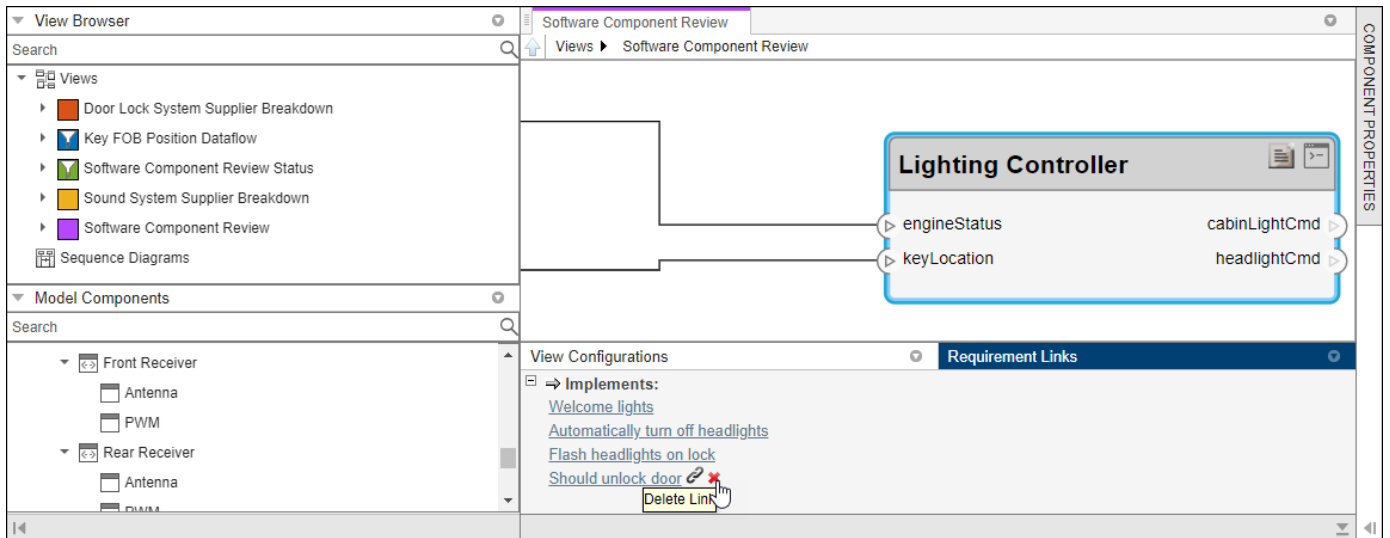 View Browser
Search
Views
Door Lock System Supplier Breakdown
Key FOB Position Dataflow
Software Component Review Status
Sound System Supplier Breakdown
Software Component Review
Sequence Diagrams
Model Components
Search
Front Receiver
Antenna
PWM
Rear Receiver
Antenna
PWM
Software Component Review
Views Software Component Review
Lighting Controller
engineStatus cabinLightCmd
keyLocation headlightCmd
View Configurations
Requirement Links
Implements:
Welcome lights
Automatically turn off headlights
Flash headlights on lock
Should unlock door
Delete Link
COMPONENT PROPERTIES